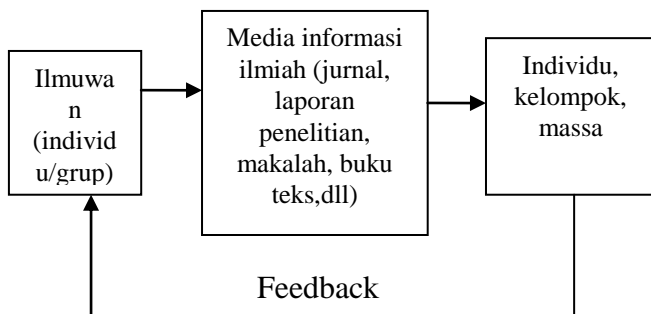 Ilmuwa
n
(individ
u/grup)
Media informasi
ilmiah (jurnal,
laporan
penelitian,
makalah, buku
teks,dll)
Individu,
kelompok,
massa
Feedback